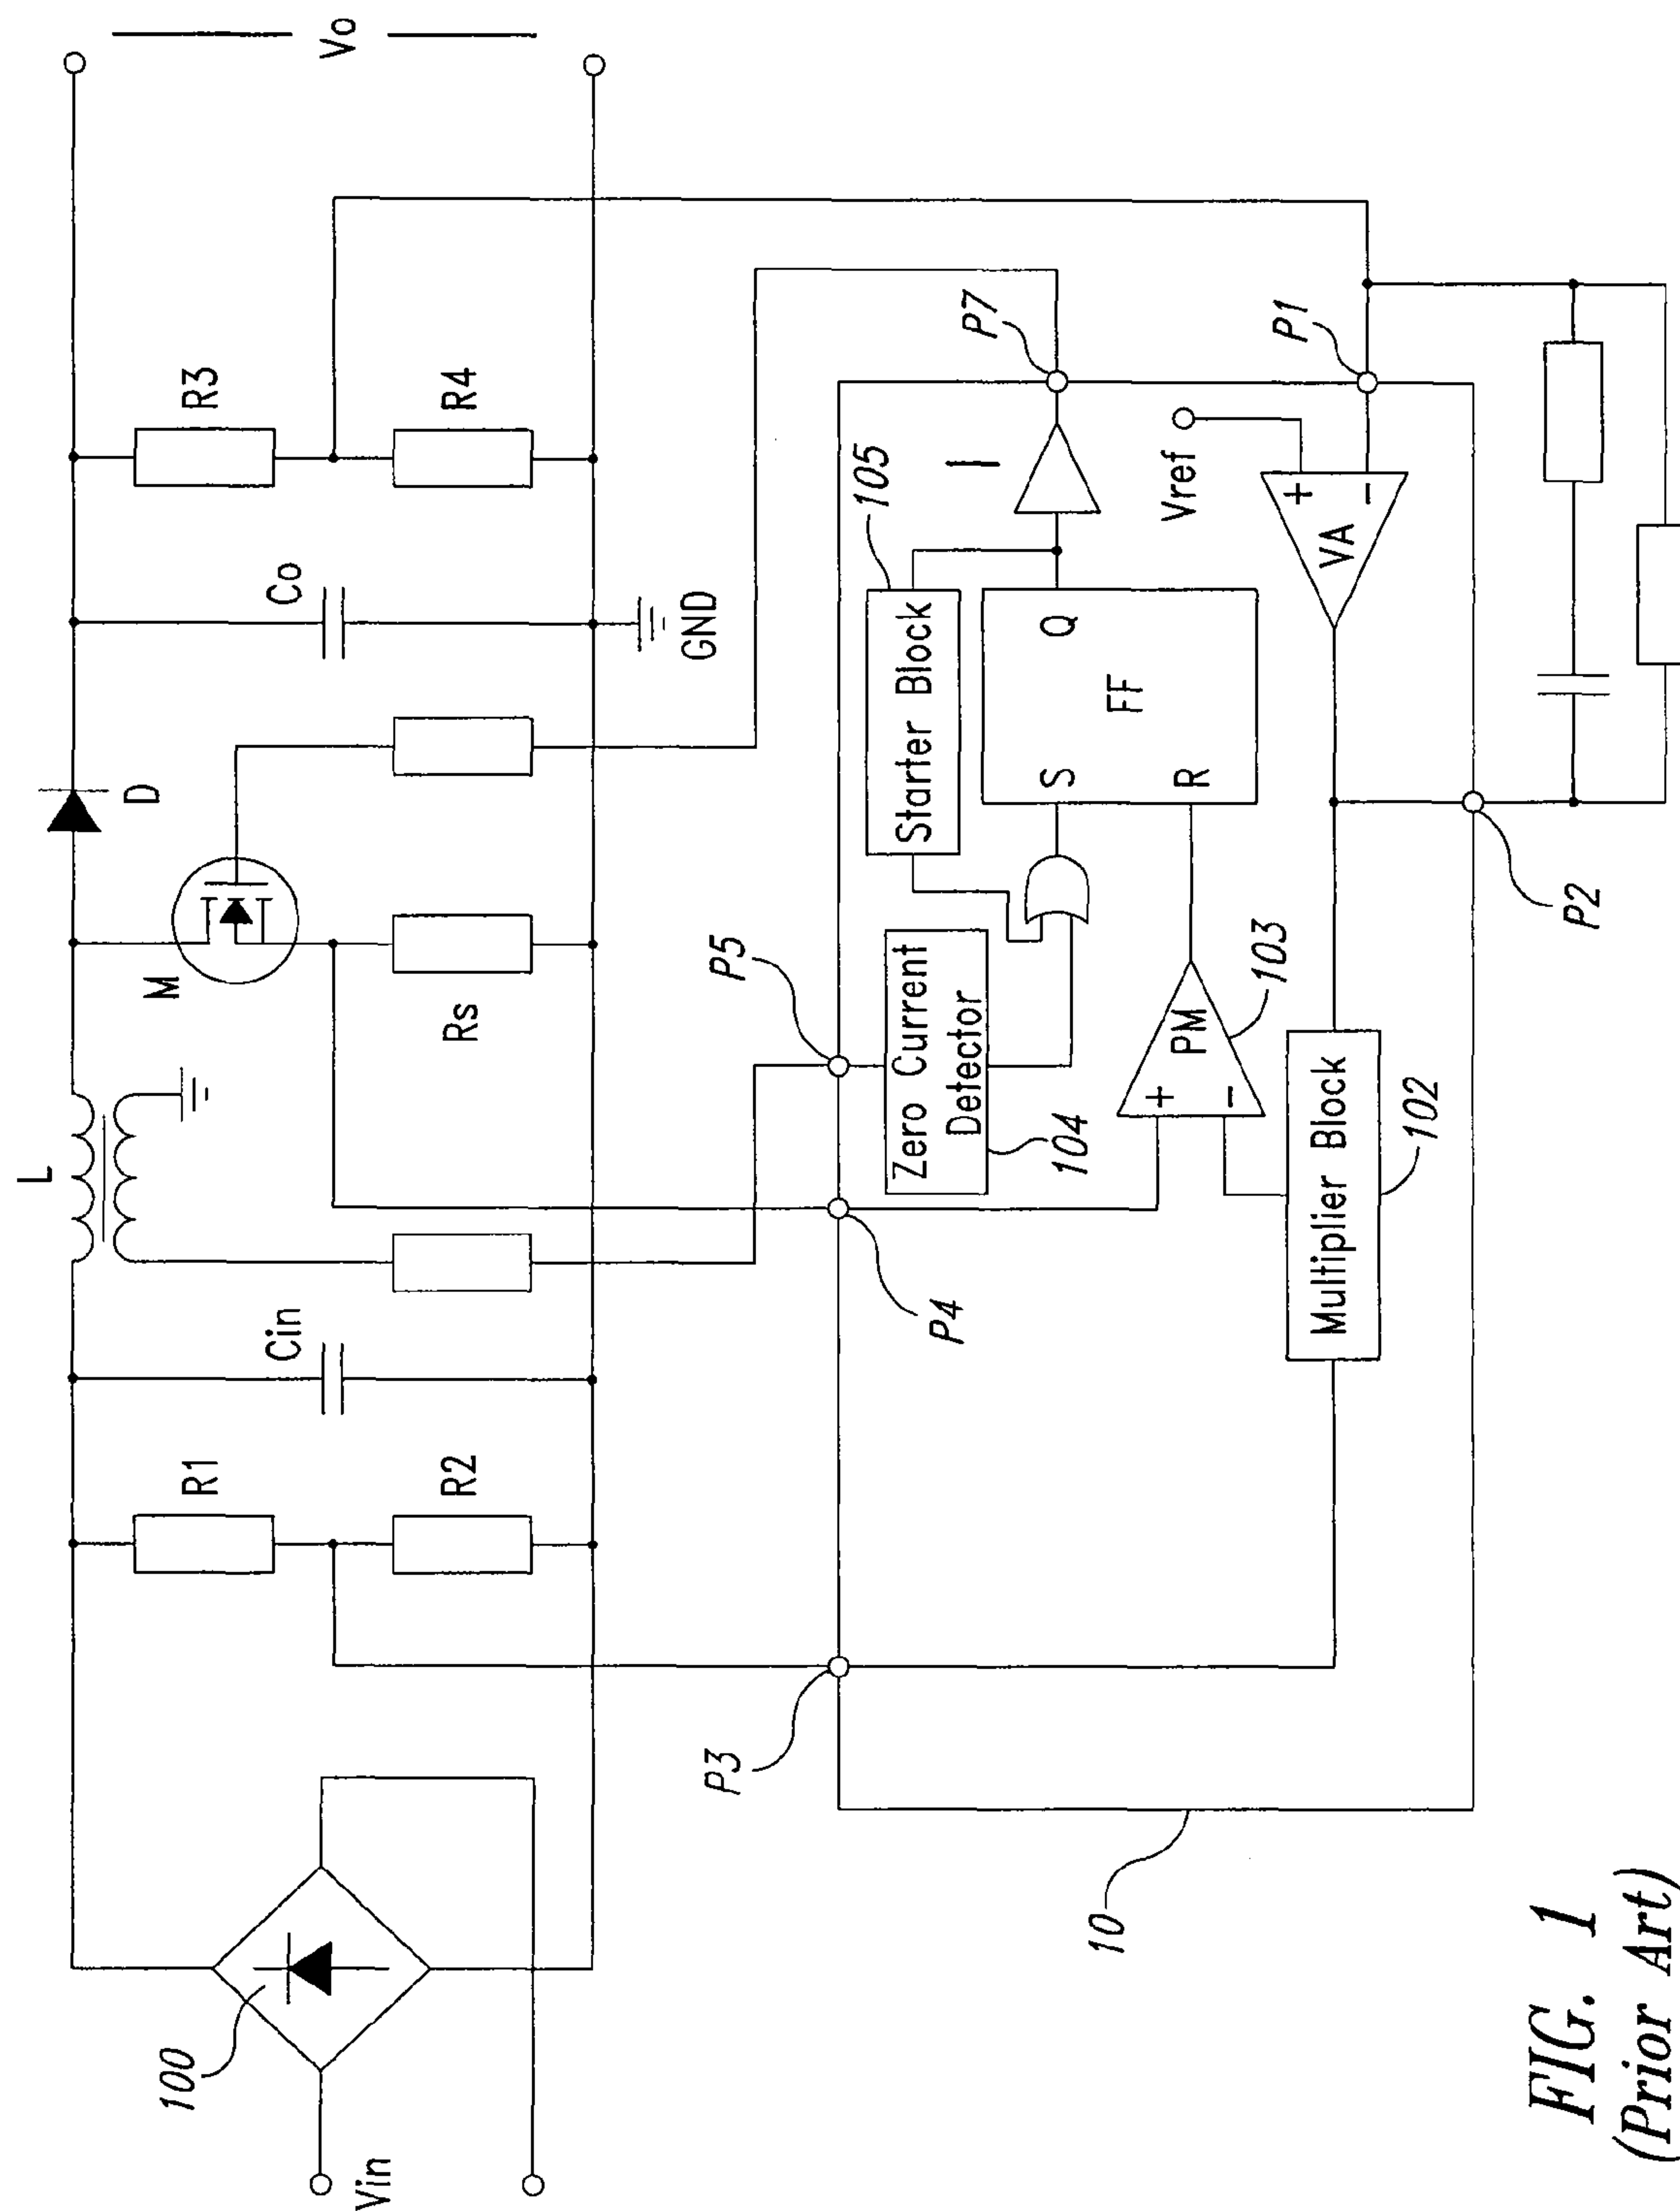 L
D
Vo
M
R1
Cin
Co
R3
100
R2
Rs
R4
Vin
GND
P3
P4
P5
P7
Zero Current
Detector
104
Starter Block
105
I
S
Q
FF
R
Vref
P1
+
PM
−
103
+
VA
−
Multiplier Block
102
P2
10
FIG. 1
(Prior Art)